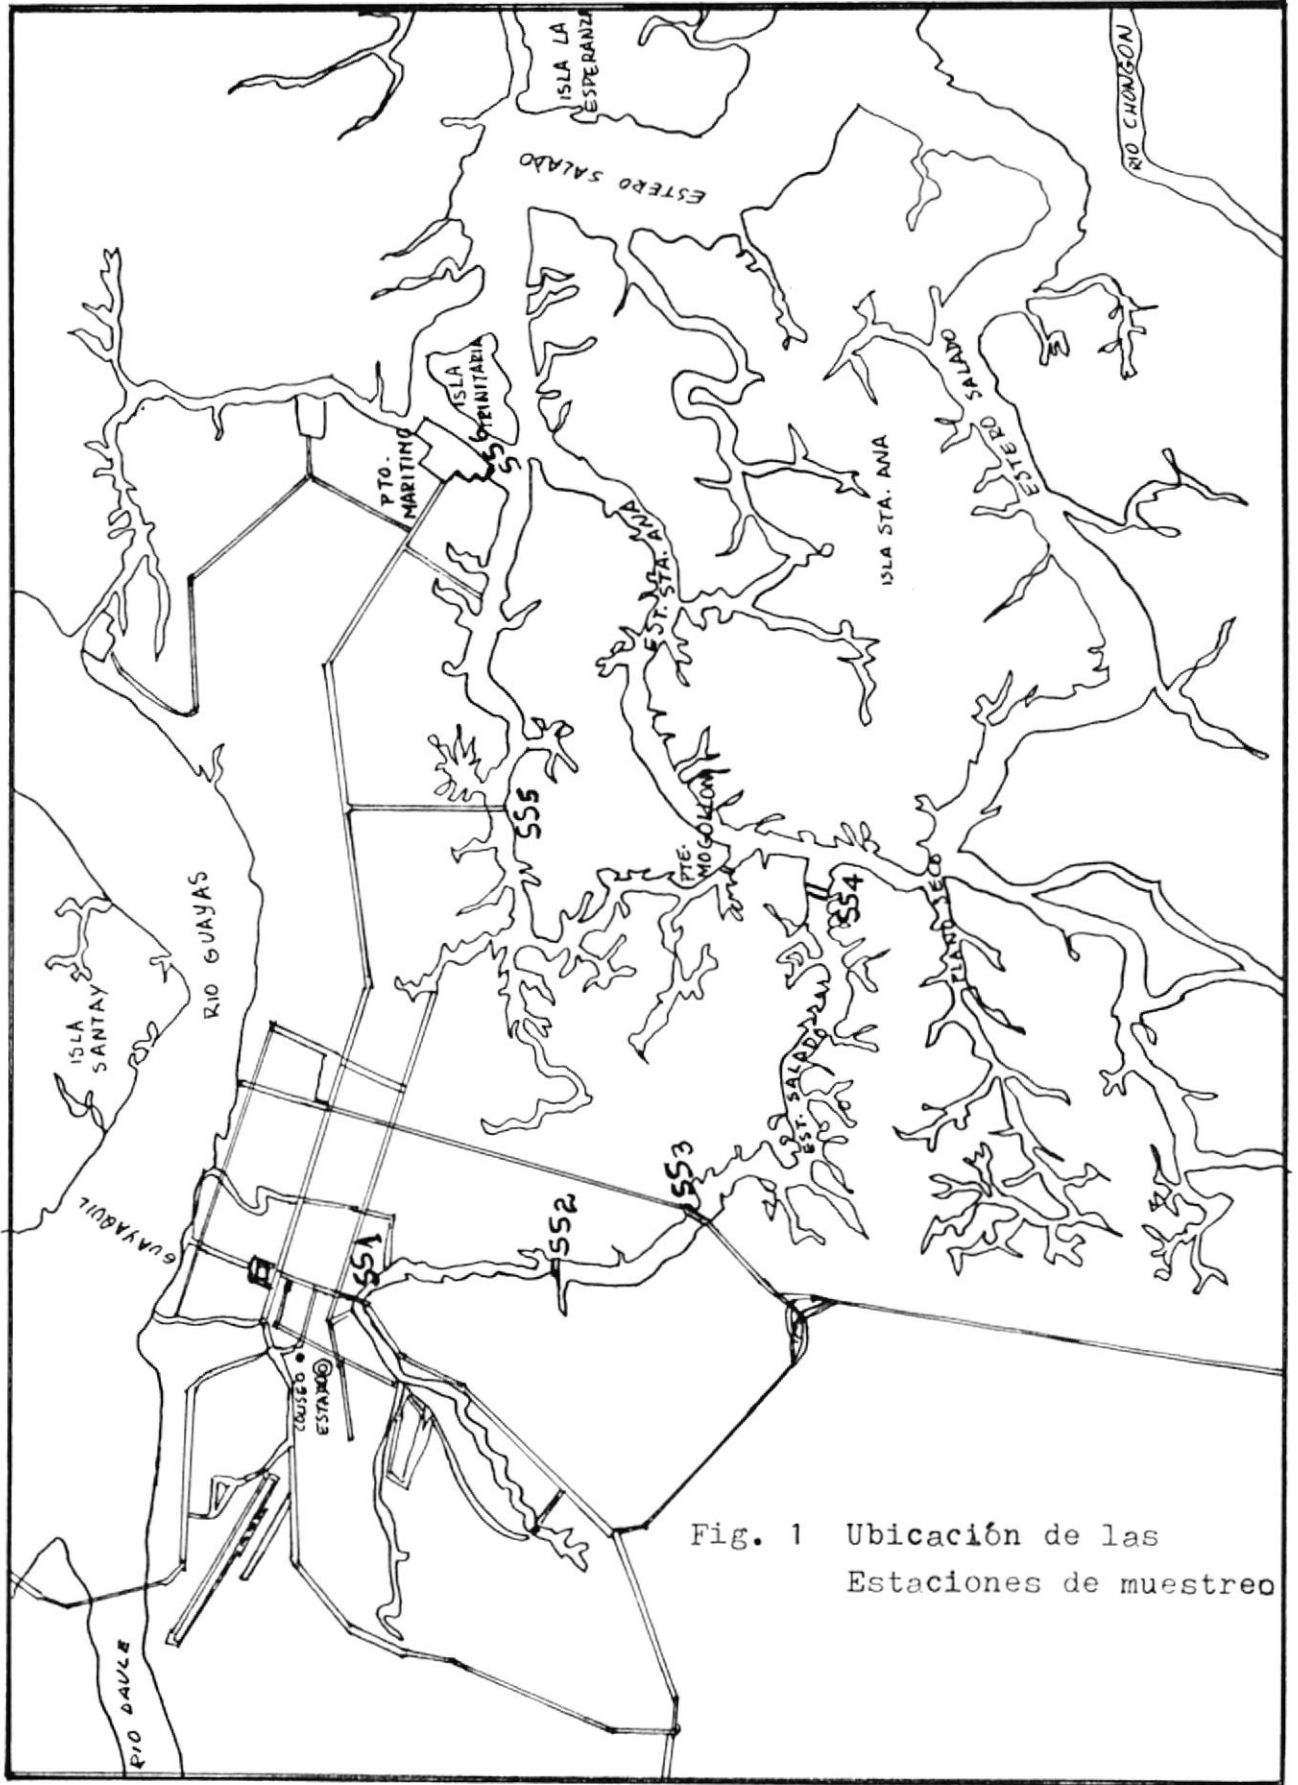 ISLA LA
ESPERANZA
RIO CHONGON
ESTERO SALADO
ISLA
TRINITARIA
SS6
PTO.
MARITIMO
ESTERO SALADO
ISLA STA. ANA
EST. STA. ANA
SS5
PTE.
MOGOLLON
SS4
RIO GUAYAS
ISLA
SANTAY
PLANO SECO
EST. SALADO
SS3
SS2
SS1
GUAYAQUIL
COLISEO
ESTADIO
RIO DAULE
Fig. 1 Ubicación de las
Estaciones de muestreo